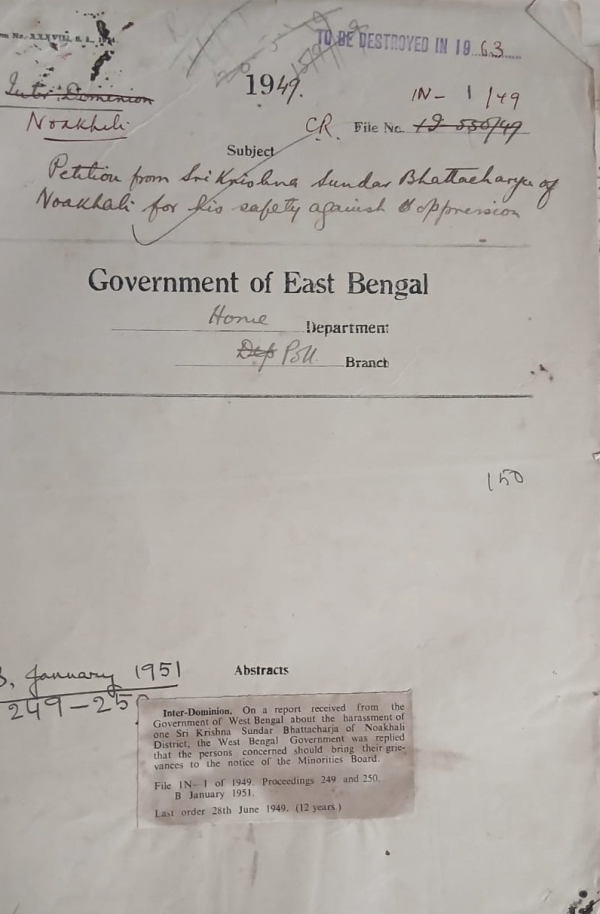 TO BE DESTROYED IN 1963
1949.
Inter-Dominion
Noakhali
IN-1/49
CR. File No.
Subject
Petition from Sri Krishna Sundar Bhattacharya of
Noakhali for his safety against oppression
Government of East Bengal
Home Department
Poll Branch
150
B, January 1951
249-250
Abstracts
Inter-Dominion. On a report received from the
Government of West Bengal about the harassment of
one Sri Krishna Sundar Bhattacharja of Noakhali
District, the West Bengal Government was replied
that the persons concerned should bring their grie-
vances to the notice of the Minorities Board.
File 1N-1 of 1949. Proceedings 249 and 250.
B January 1951.
Last order 28th June 1949. (12 years.)